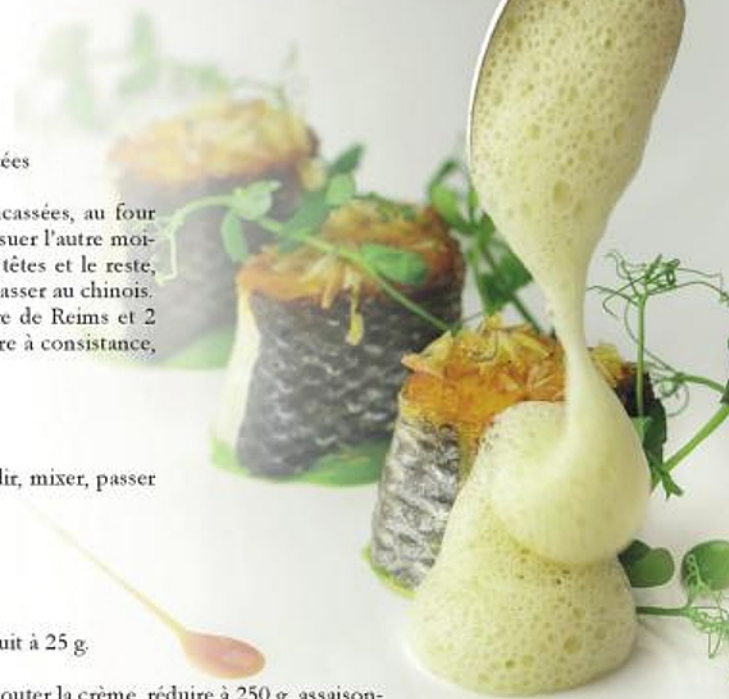 ées
cassées, au four
suer l'autre moi-
têtes et le reste,
asser au chinois.
re de Reims et 2
re à consistance,
dir, mixer, passer
uit à 25 g.
outer la crème, réduire à 250 g, assaison-